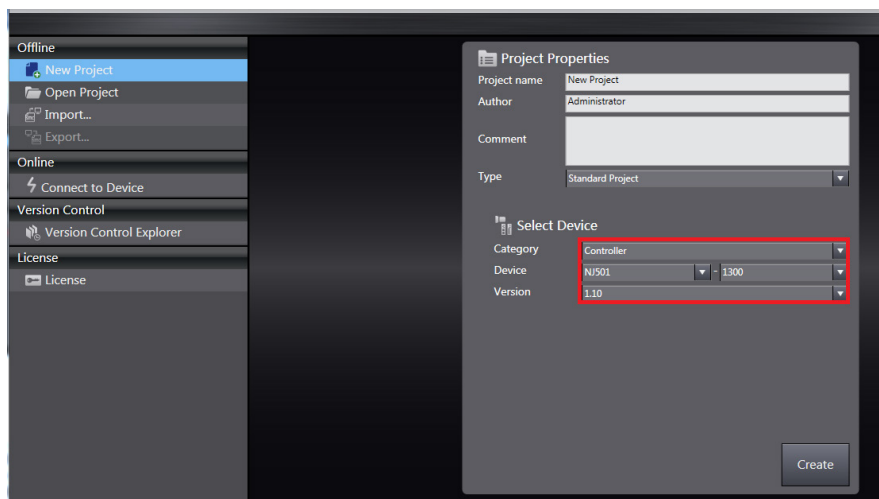 Offline
New Project
Open Project
Import...
Export...
Online
Connect to Device
Version Control
Version Control Explorer
License
License
Project Properties
Project name New Project
Author Administrator
Comment
Type Standard Project
Select Device
Category Controller
Device NJ501 - 1300
Version 1.10
Create